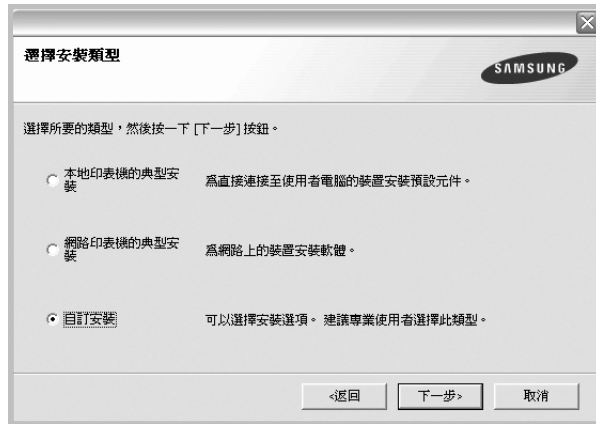 選擇安裝類型
SAMSUNG
選擇所要的類型，然後按一下 [下一步] 按鈕。
本地印表機的典型安
裝
為直接連接至使用者電腦的裝置安裝預設元件。
網路印表機的典型安
裝
為網路上的裝置安裝軟體。
自訂安裝
可以選擇安裝選項。 建議專業使用者選擇此類型。
<返回
下一步>
取消